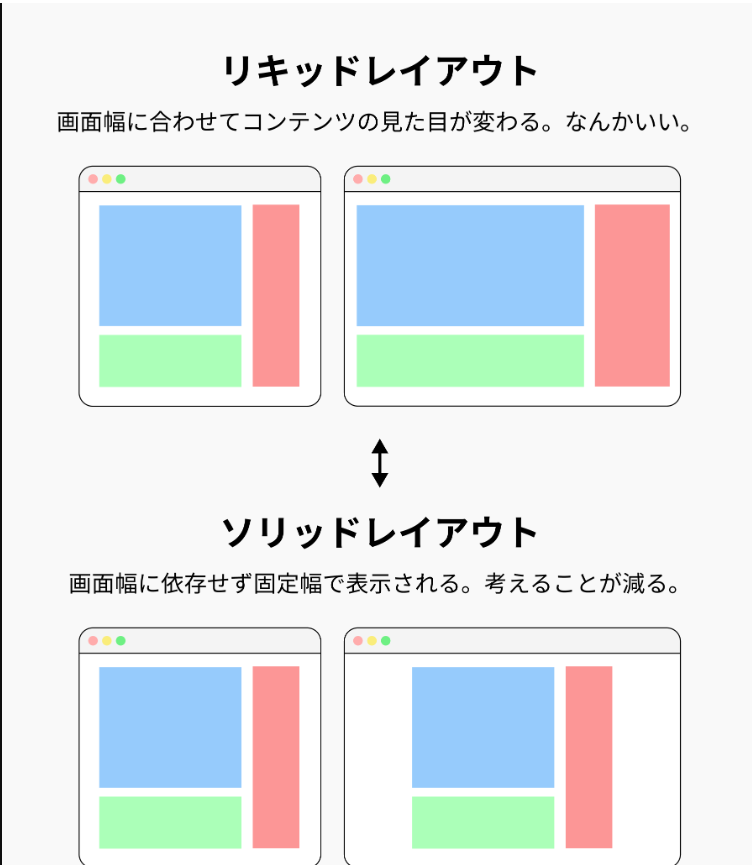 リキッドレイアウト
画面幅に合わせてコンテンツの見た目が変わる。なんかいい。
ソリッドレイアウト
画面幅に依存せず固定幅で表示される。考えることが減る。